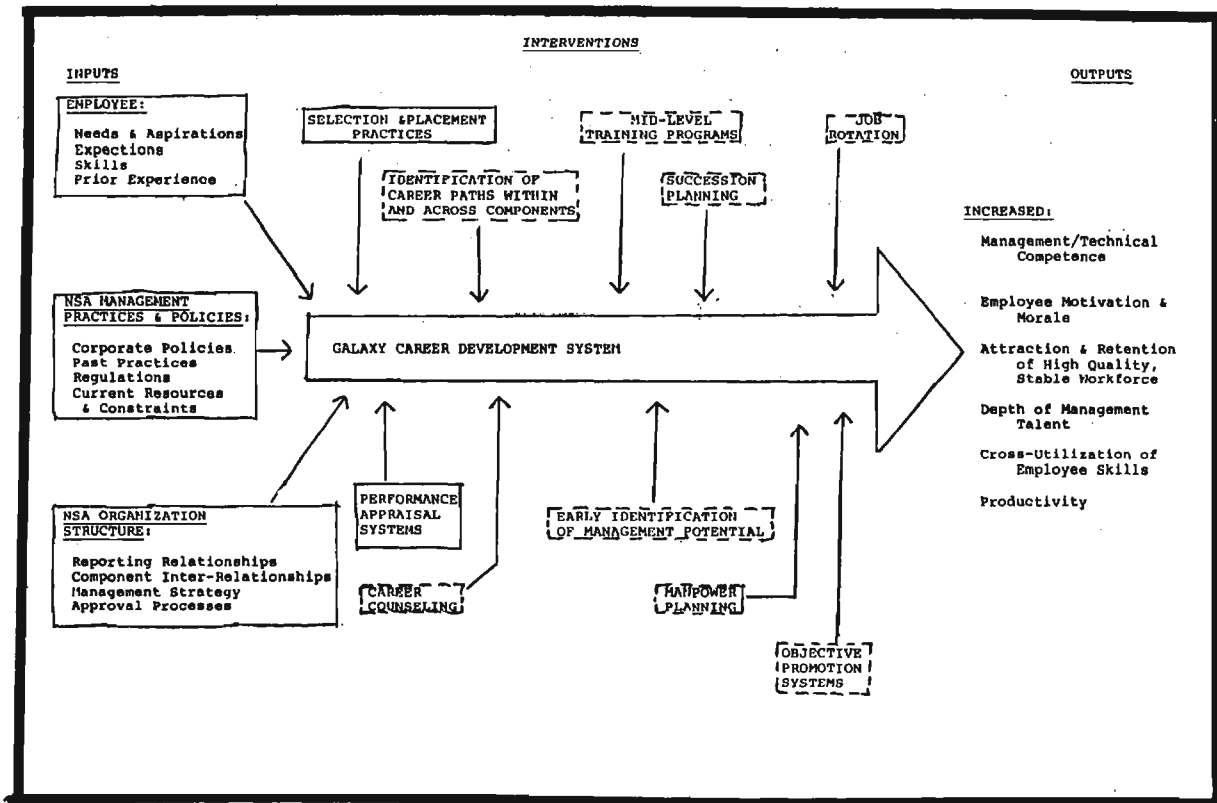 INTERVENTIONS
INPUTS
OUTPUTS
EMPLOYEE:
Needs & Aspirations
Expections
Skills
Prior Experience
SELECTION &PLACEMENT
PRACTICES
MID-LEVEL
TRAINING PROGRAMS
JOB
ROTATION
IDENTIFICATION OF
CAREER PATHS WITHIN
AND ACROSS COMPONENTS
SUCCESSION
PLANNING
NSA MANAGEMENT
PRACTICES & POLICIES:
Corporate Policies
Past Practices
Regulations
Current Resources
& Constraints
GALAXY CAREER DEVELOPMENT SYSTEM
INCREASED:
Management/Technical
Competence
Employee Motivation &
Morale
Attraction & Retention
of High Quality,
Stable Workforce
Depth of Management
Talent
Cross-Utilization of
Employee Skills
Productivity
NSA ORGANIZATION
STRUCTURE:
Reporting Relationships
Component Inter-Relationships
Management Strategy
Approval Processes
PERFORMANCE
APPRAISAL
SYSTEMS
EARLY IDENTIFICATION
OF MANAGEMENT POTENTIAL
CAREER
COUNSELING
MANPOWER
PLANNING
OBJECTIVE
PROMOTION
SYSTEMS